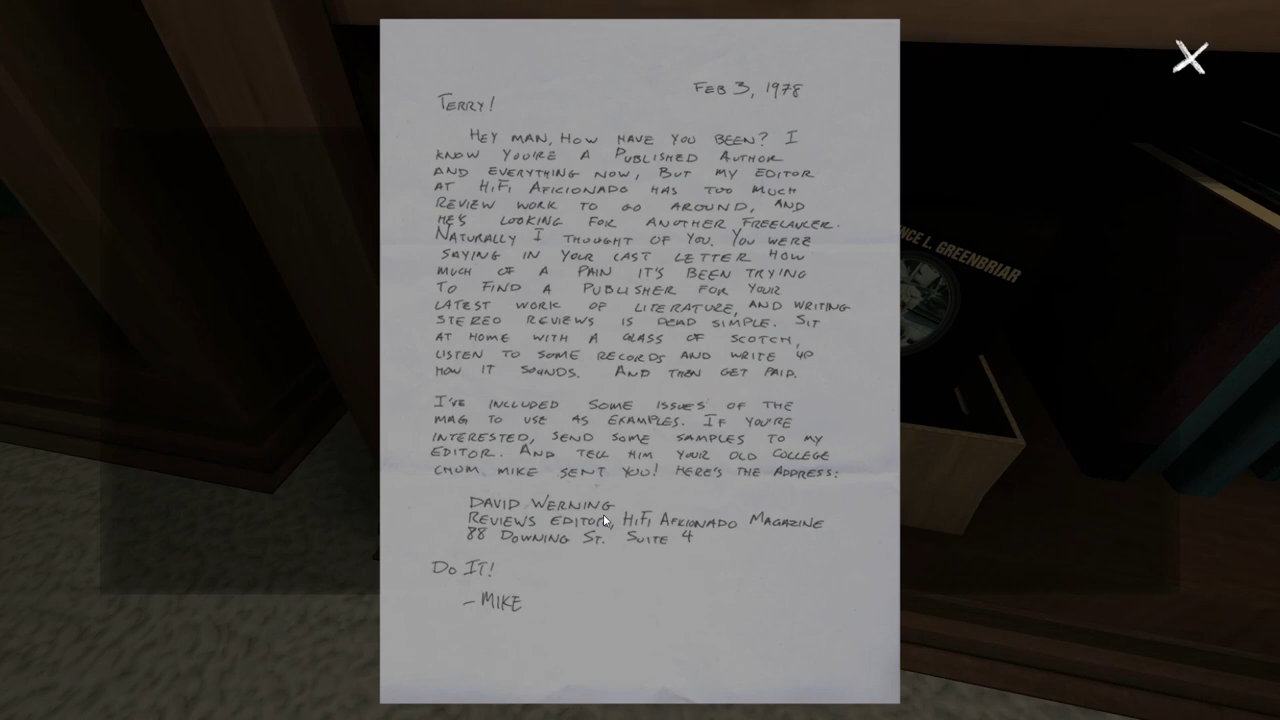 FEB 3, 1978
TERRY!
HEY MAN, HOW HAVE YOU BEEN? I
KNOW YOU'RE A PUBLISHED AUTHOR
AND EVERYTHING NOW, BUT MY EDITOR
AT HIFI AFICIONADO HAS TOO MUCH
REVIEW WORK TO GO AROUND, AND
HE'S LOOKING FOR ANOTHER FREELANCER.
NATURALLY I THOUGHT OF YOU. YOU WERE
SAYING IN YOUR LAST LETTER HOW
MUCH OF A PAIN IT'S BEEN TRYING
TO FIND A PUBLISHER FOR YOUR
LATEST WORK OF LITERATURE, AND WRITING
STEREO REVIEWS IS DEAD SIMPLE. SIT
AT HOME WITH A GLASS OF SCOTCH,
LISTEN TO SOME RECORDS AND WRITE UP
HOW IT SOUNDS. AND THEN GET PAID.
I'VE INCLUDED SOME ISSUES OF THE
MAG TO USE AS EXAMPLES. IF YOU'RE
INTERESTED, SEND SOME SAMPLES TO MY
EDITOR. AND TELL HIM YOUR OLD COLLEGE
CHUM MIKE SENT YOU! HERE'S THE ADDRESS:
DAVID WERNING
REVIEWS EDITOR, HIFI AFICIONADO MAGAZINE
88 DOWNING ST. SUITE 4
DO IT!
- MIKE
NCE L. GREENBRIAR